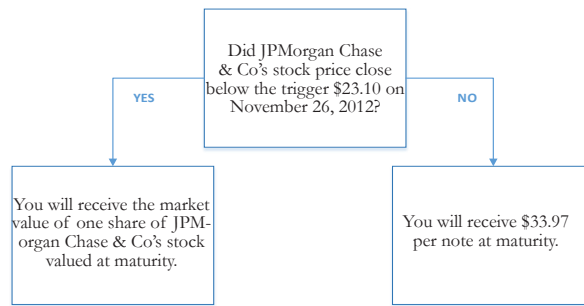 Did JPMorgan Chase
& Co’s stock price close
below the trigger $23.10 on
November 26, 2012?
YES
NO
You will receive the market
value of one share of JPM-
organ Chase & Co’s stock
valued at maturity.
You will receive $33.97
per note at maturity.